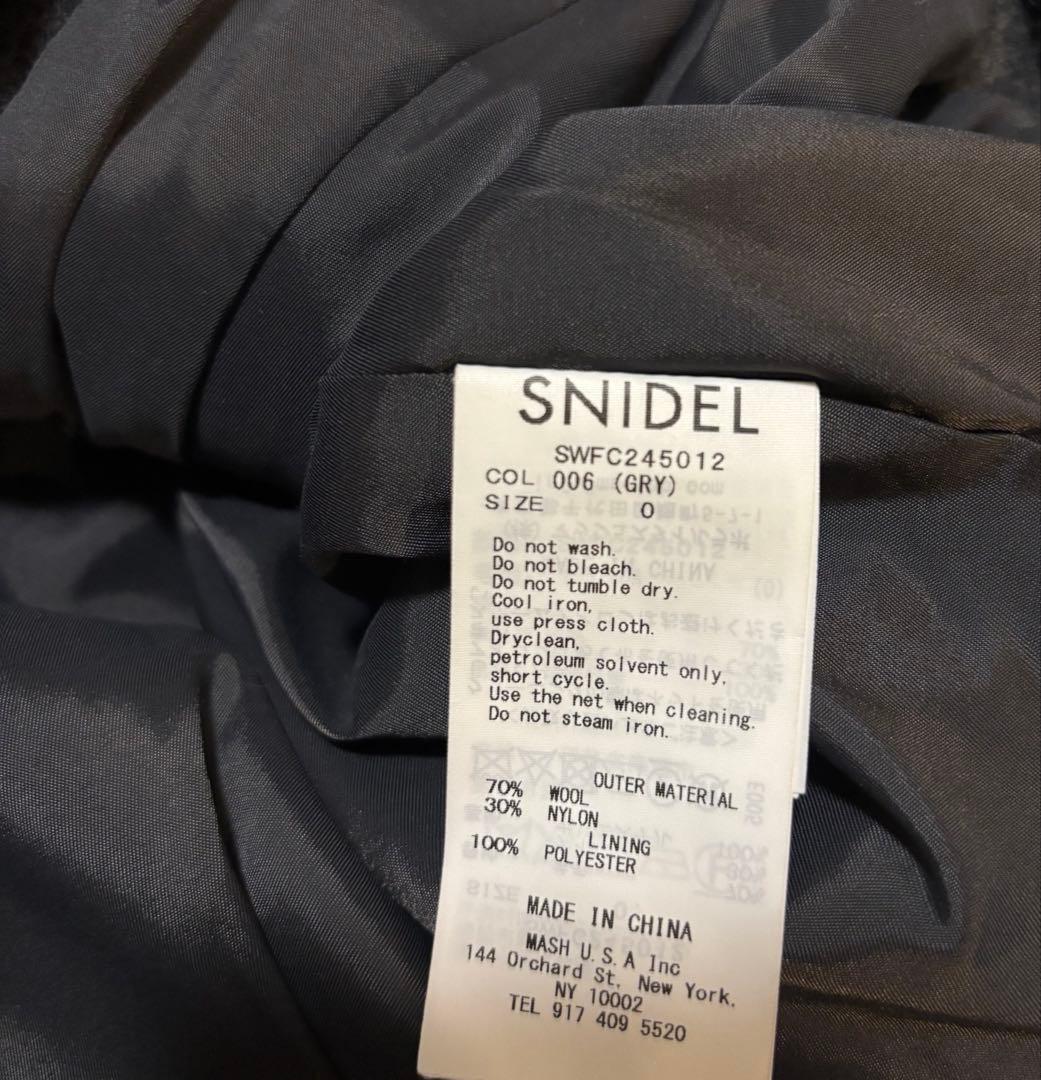 SNIDEL
SWFC245012
COL 006 (GRY)
SIZE 0
Do not wash.
Do not bleach.
Do not tumble dry.
Cool iron,
use press cloth.
Dryclean,
petroleum solvent only,
short cycle.
Use the net when cleaning.
Do not steam iron.
OUTER MATERIAL
70% WOOL
30% NYLON
LINING
100% POLYESTER
MADE IN CHINA
MASH U.S.A Inc
144 Orchard St, New York,
NY 10002
TEL 917 409 5520